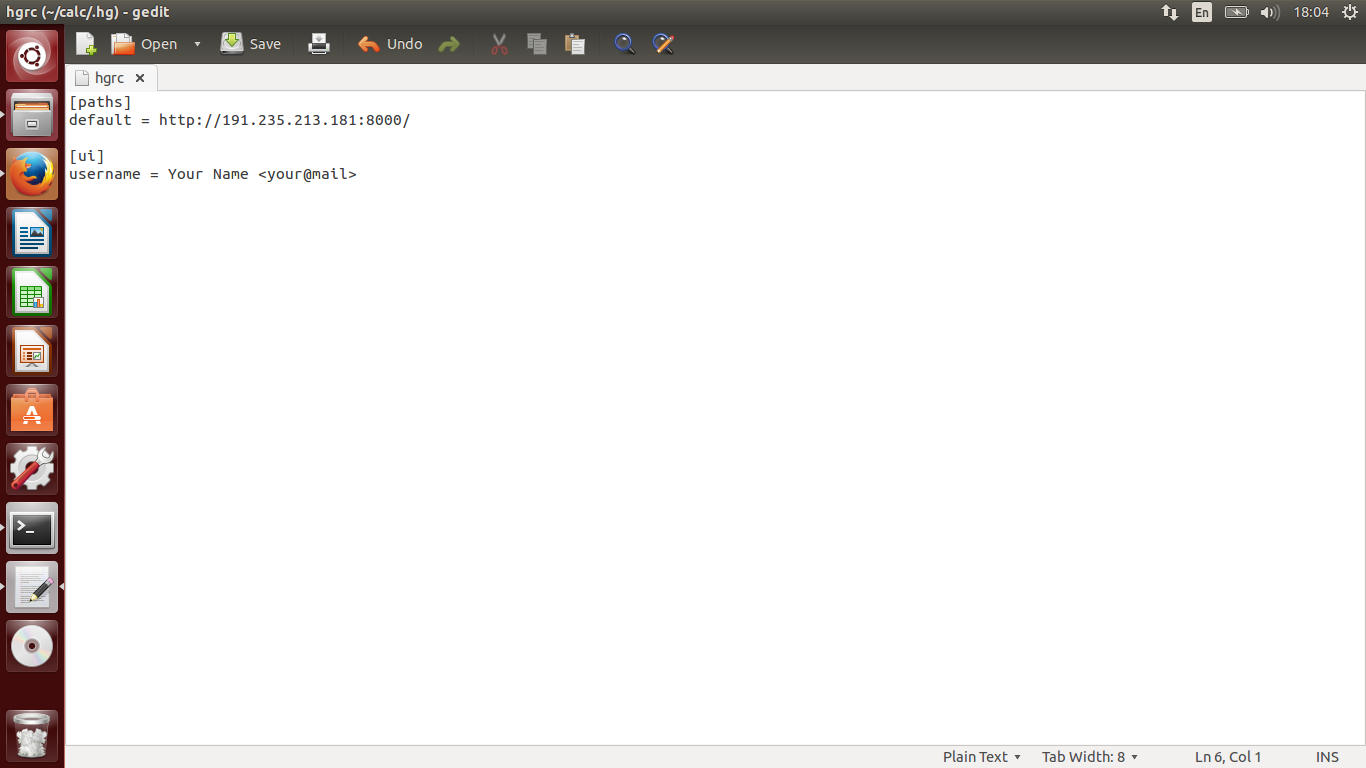 hgrc (~/calc/.hg) - gedit
En
18:04
Open
Save
Undo
hgrc
[paths]
default = http://191.235.213.181:8000/
[ui]
username = Your Name <your@mail>
Plain Text
Tab Width: 8
Ln 6, Col 1
INS